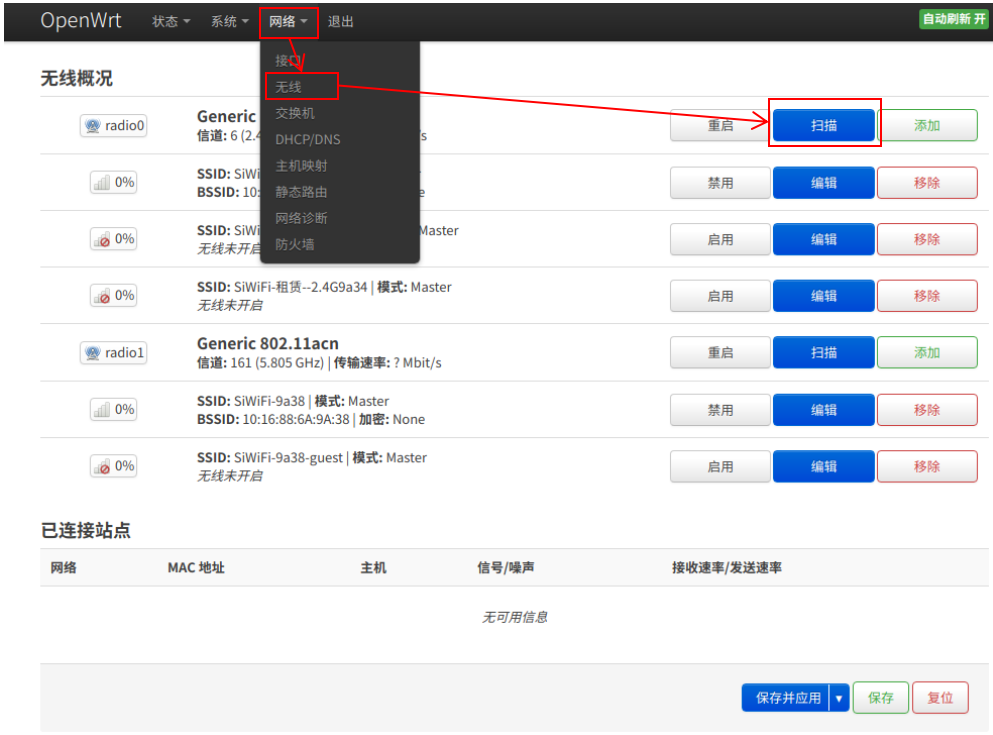 OpenWrt 状态 系统 网络 退出 自动刷新 开
接口
无线
交换机
DHCP/DNS
主机映射
静态路由
网络诊断
防火墙
无线概况
radio0 Generic 重启 扫描 添加
信道: 6 (2.4 s
0% SSID: SiWi 禁用 编辑 移除
BSSID: 10: e
0% SSID: SiWi Master 启用 编辑 移除
无线未开启
0% SSID: SiWiFi-租赁--2.4G9a34 | 模式: Master 启用 编辑 移除
无线未开启
radio1 Generic 802.11acn 重启 扫描 添加
信道: 161 (5.805 GHz) | 传输速率: ? Mbit/s
0% SSID: SiWiFi-9a38 | 模式: Master 禁用 编辑 移除
BSSID: 10:16:88:6A:9A:38 | 加密: None
0% SSID: SiWiFi-9a38-guest | 模式: Master 启用 编辑 移除
无线未开启
已连接站点
网络 MAC 地址 主机 信号/噪声 接收速率/发送速率
无可用信息
保存并应用 保存 复位